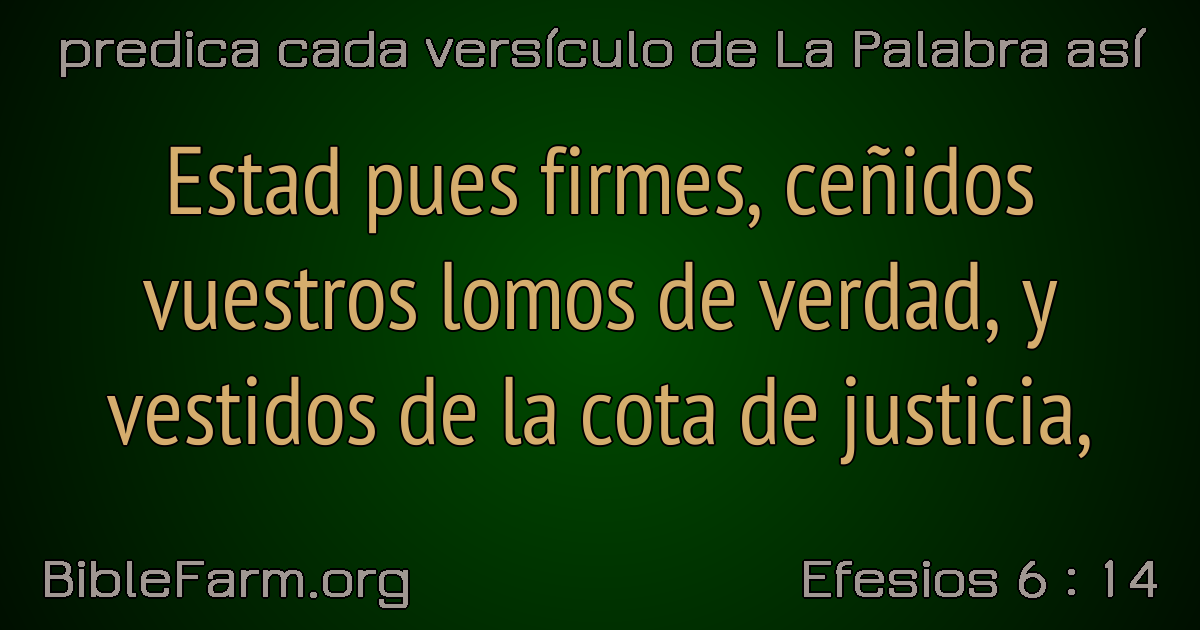 predica cada versículo de La Palabra así
Estad pues firmes, ceñidos
vuestros lomos de verdad, y
vestidos de la cota de justicia,
BibleFarm.org
Efesios 6 : 14